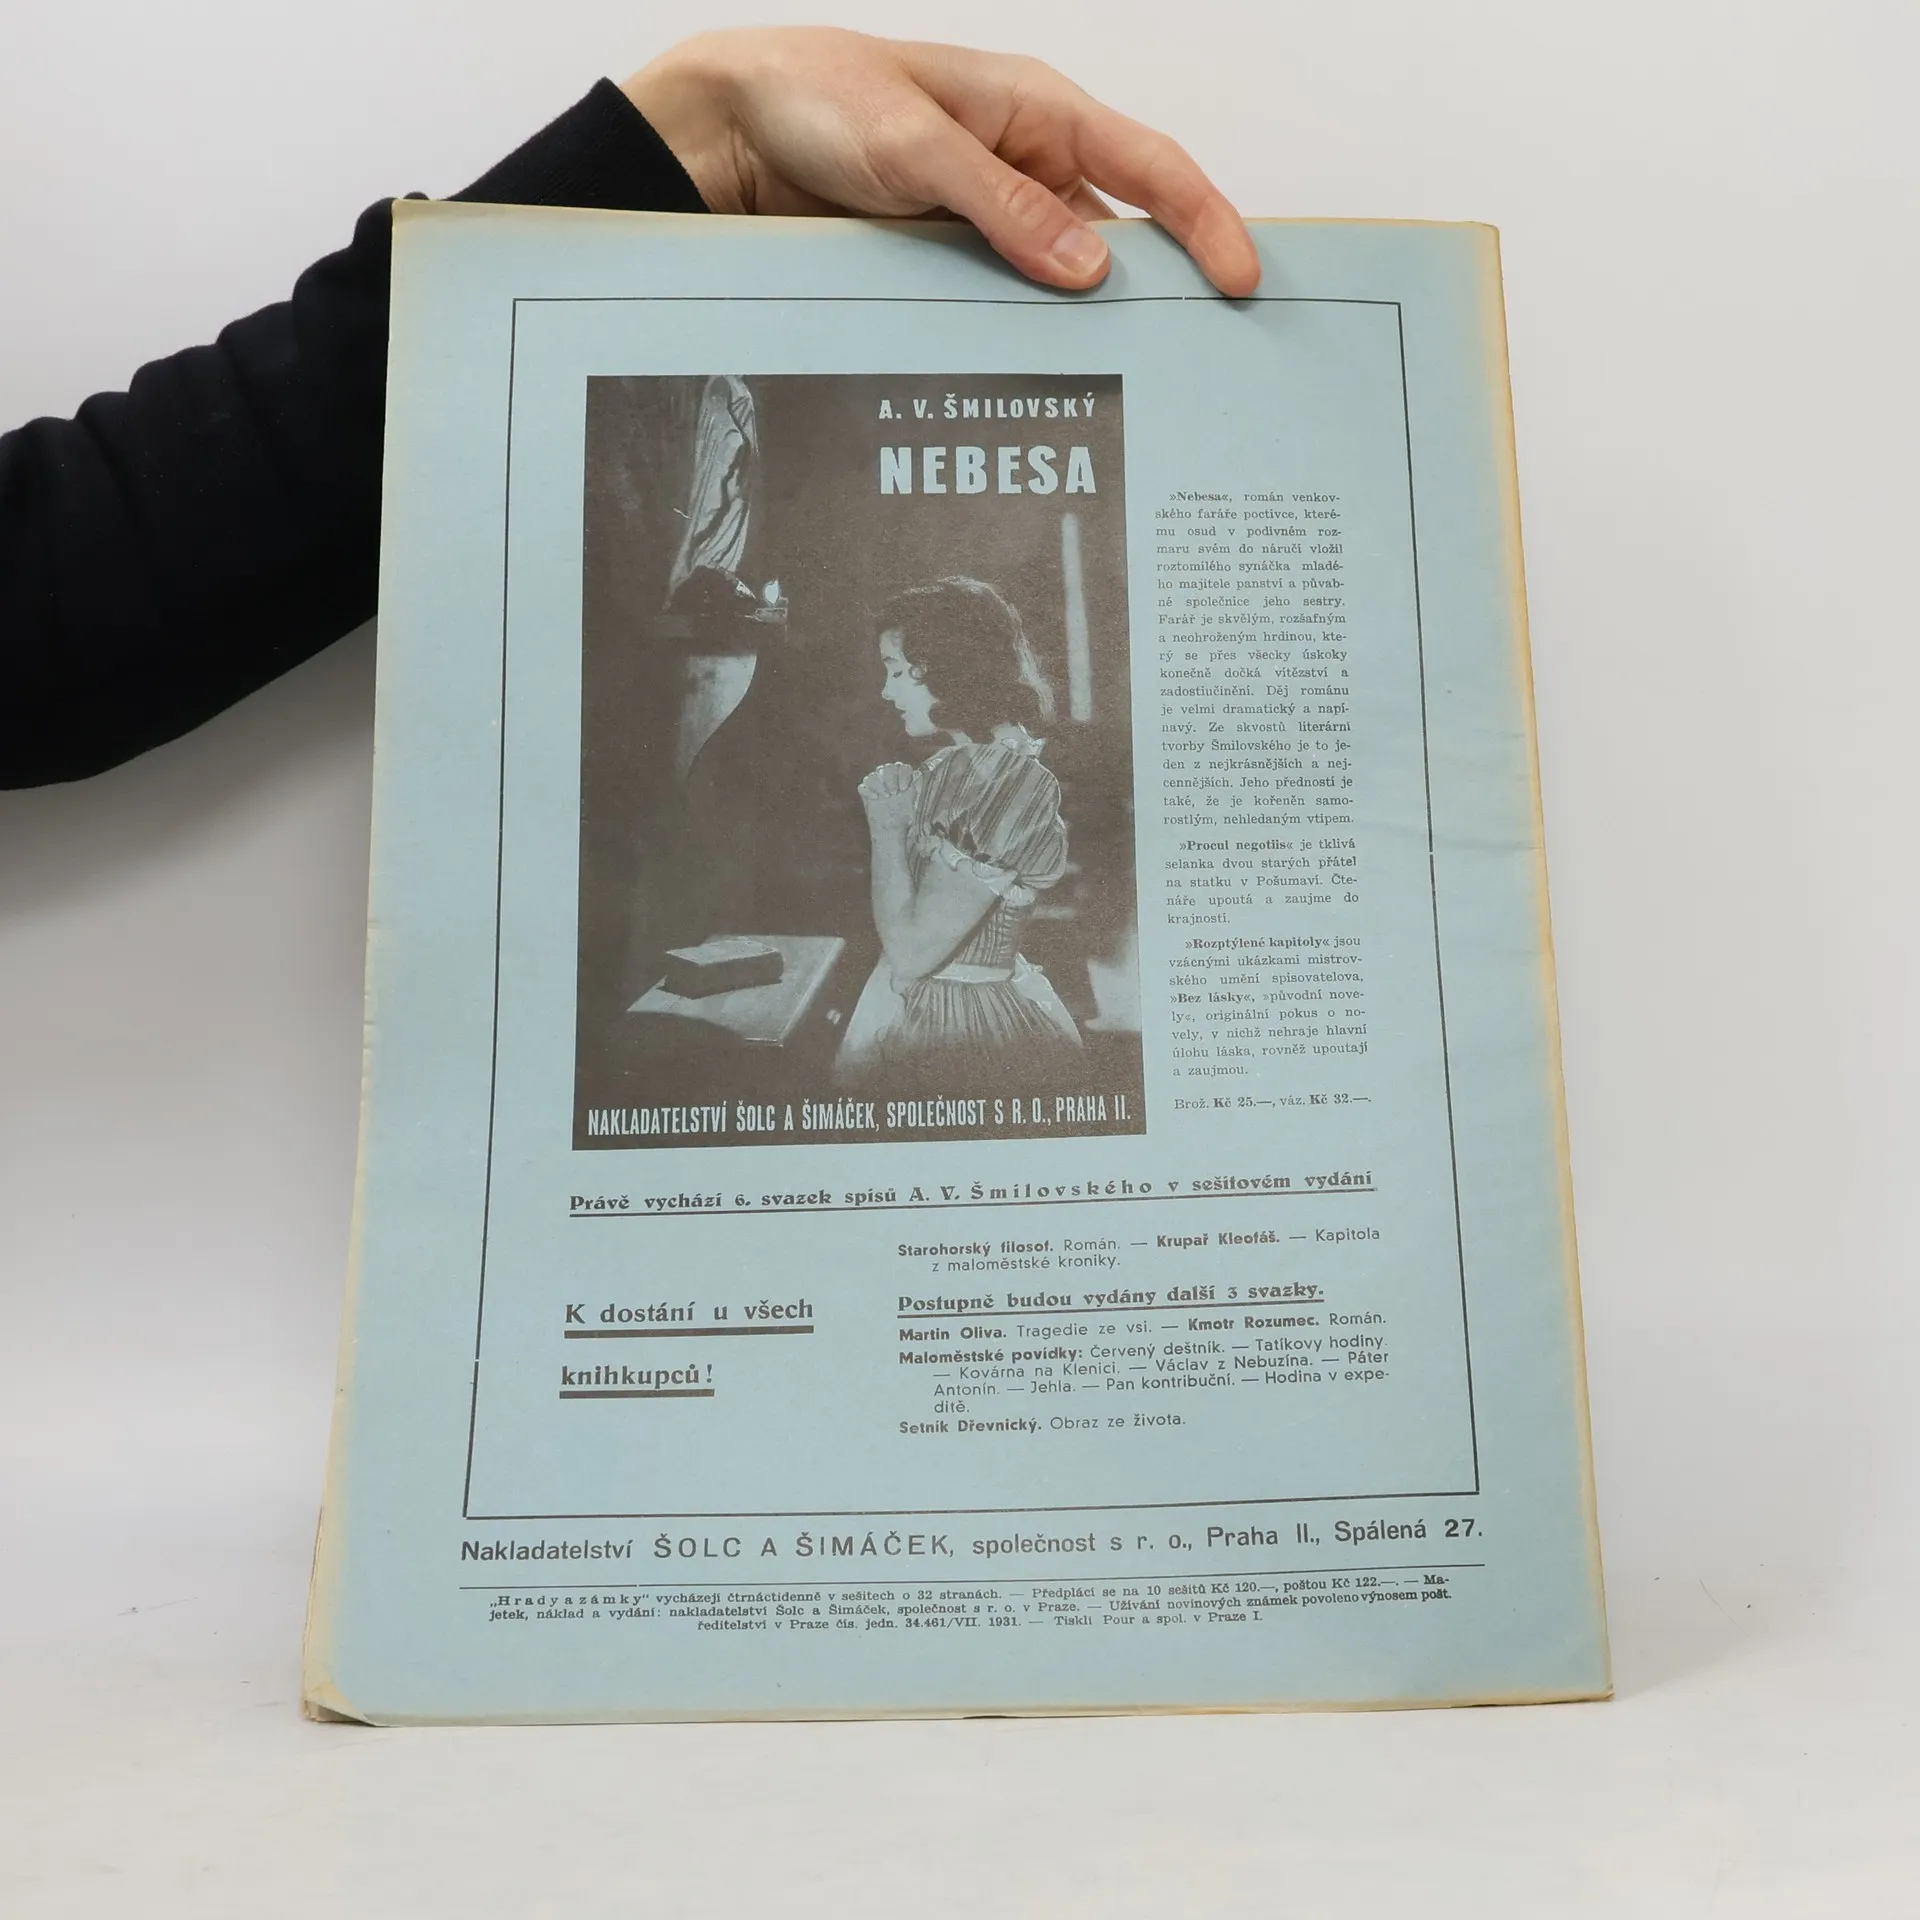 A. V. ŠMILOVSKÝ
NEBESA
NAKLADATELSTVÍ ŠOLC A ŠIMÁČEK, SPOLEČNOST S R. O., PRAHA II.
»Nebesa«, román venkov-
ského faráře poctivce, které-
mu osud v podivném roz-
maru svém do náručí vložil
roztomilého synáčka mladé-
ho majitele panství a půvab-
né společnice jeho sestry.
Farář je skvělým, rozšafným
a neohroženým hrdinou, kte-
rý se přes všecky úskoky
konečně dočká vítězství a
zadostiučinění. Děj románu
je velmi dramatický a napí-
navý. Ze skvostů literární
tvorby Šmilovského je to je-
den z nejkrásnějších a nej-
cennějších. Jeho předností je
také, že je kořeněn samo-
rostlým, nehledaným vtipem.
»Procul negotiis« je tklivá
selanka dvou starých přátel
na statku v Pošumaví. Čte-
náře upoutá a zaujme do
krajnosti.
»Rozptýlené kapitoly« jsou
vzácnými ukázkami mistrov-
ského umění spisovatelova,
»Bez lásky«, »původní nove-
ly«, originální pokus o no-
vely, v nichž nehraje hlavní
úlohu láska, rovněž upoutají
a zaujmou.
Brož. Kč 25.—, váz. Kč 32.—.
Právě vychází 6. svazek spisů A. V. Šmilovského v sešitovém vydání
Starohorský filosof. Román. — Krupař Kleofáš. — Kapitola
z maloměstské kroniky.
K dostání u všech
knihkupců!
Postupně budou vydány další 3 svazky.
Martin Oliva. Tragedie ze vsi. — Kmotr Rozumec. Román.
Maloměstské povídky: Červený deštník. — Tatíkovy hodiny.
— Kovárna na Klenici. — Václav z Nebuzína. — Páter
Antonín. — Jehla. — Pan kontribuční. — Hodina v expe-
ditě.
Setník Dřevnický. Obraz ze života.
Nakladatelství ŠOLC A ŠIMÁČEK, společnost s r. o., Praha II., Spálená 27.
„Hrady a zámky" vycházejí čtrnáctidenně v sešitech o 32 stranách. — Předplácí se na 10 sešitů Kč 120.—, poštou Kč 122.—. — Ma-
jetek, náklad a vydání: nakladatelství Šolc a Šimáček, společnost s r. o. v Praze. — Užívání novinových známek povoleno výnosem pošt.
ředitelství v Praze čís. jedn. 34.461/VII. 1931. — Tiskli Pour a spol. v Praze I.